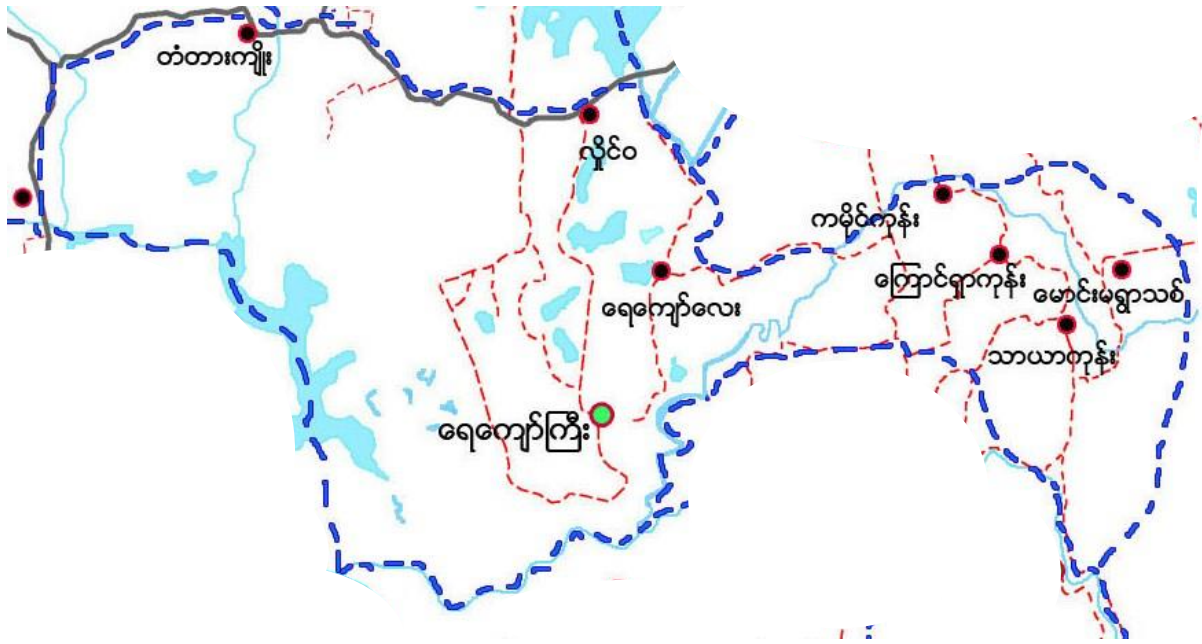 တံတားကျိုး
လှိုင်ဝ
ကမိုင်ကုန်း
ကြောင်ရှာကုန်း
မောင်းမရွာသစ်
ရေကျော်လေး
သာယာကုန်း
ရေကျော်ကြီး